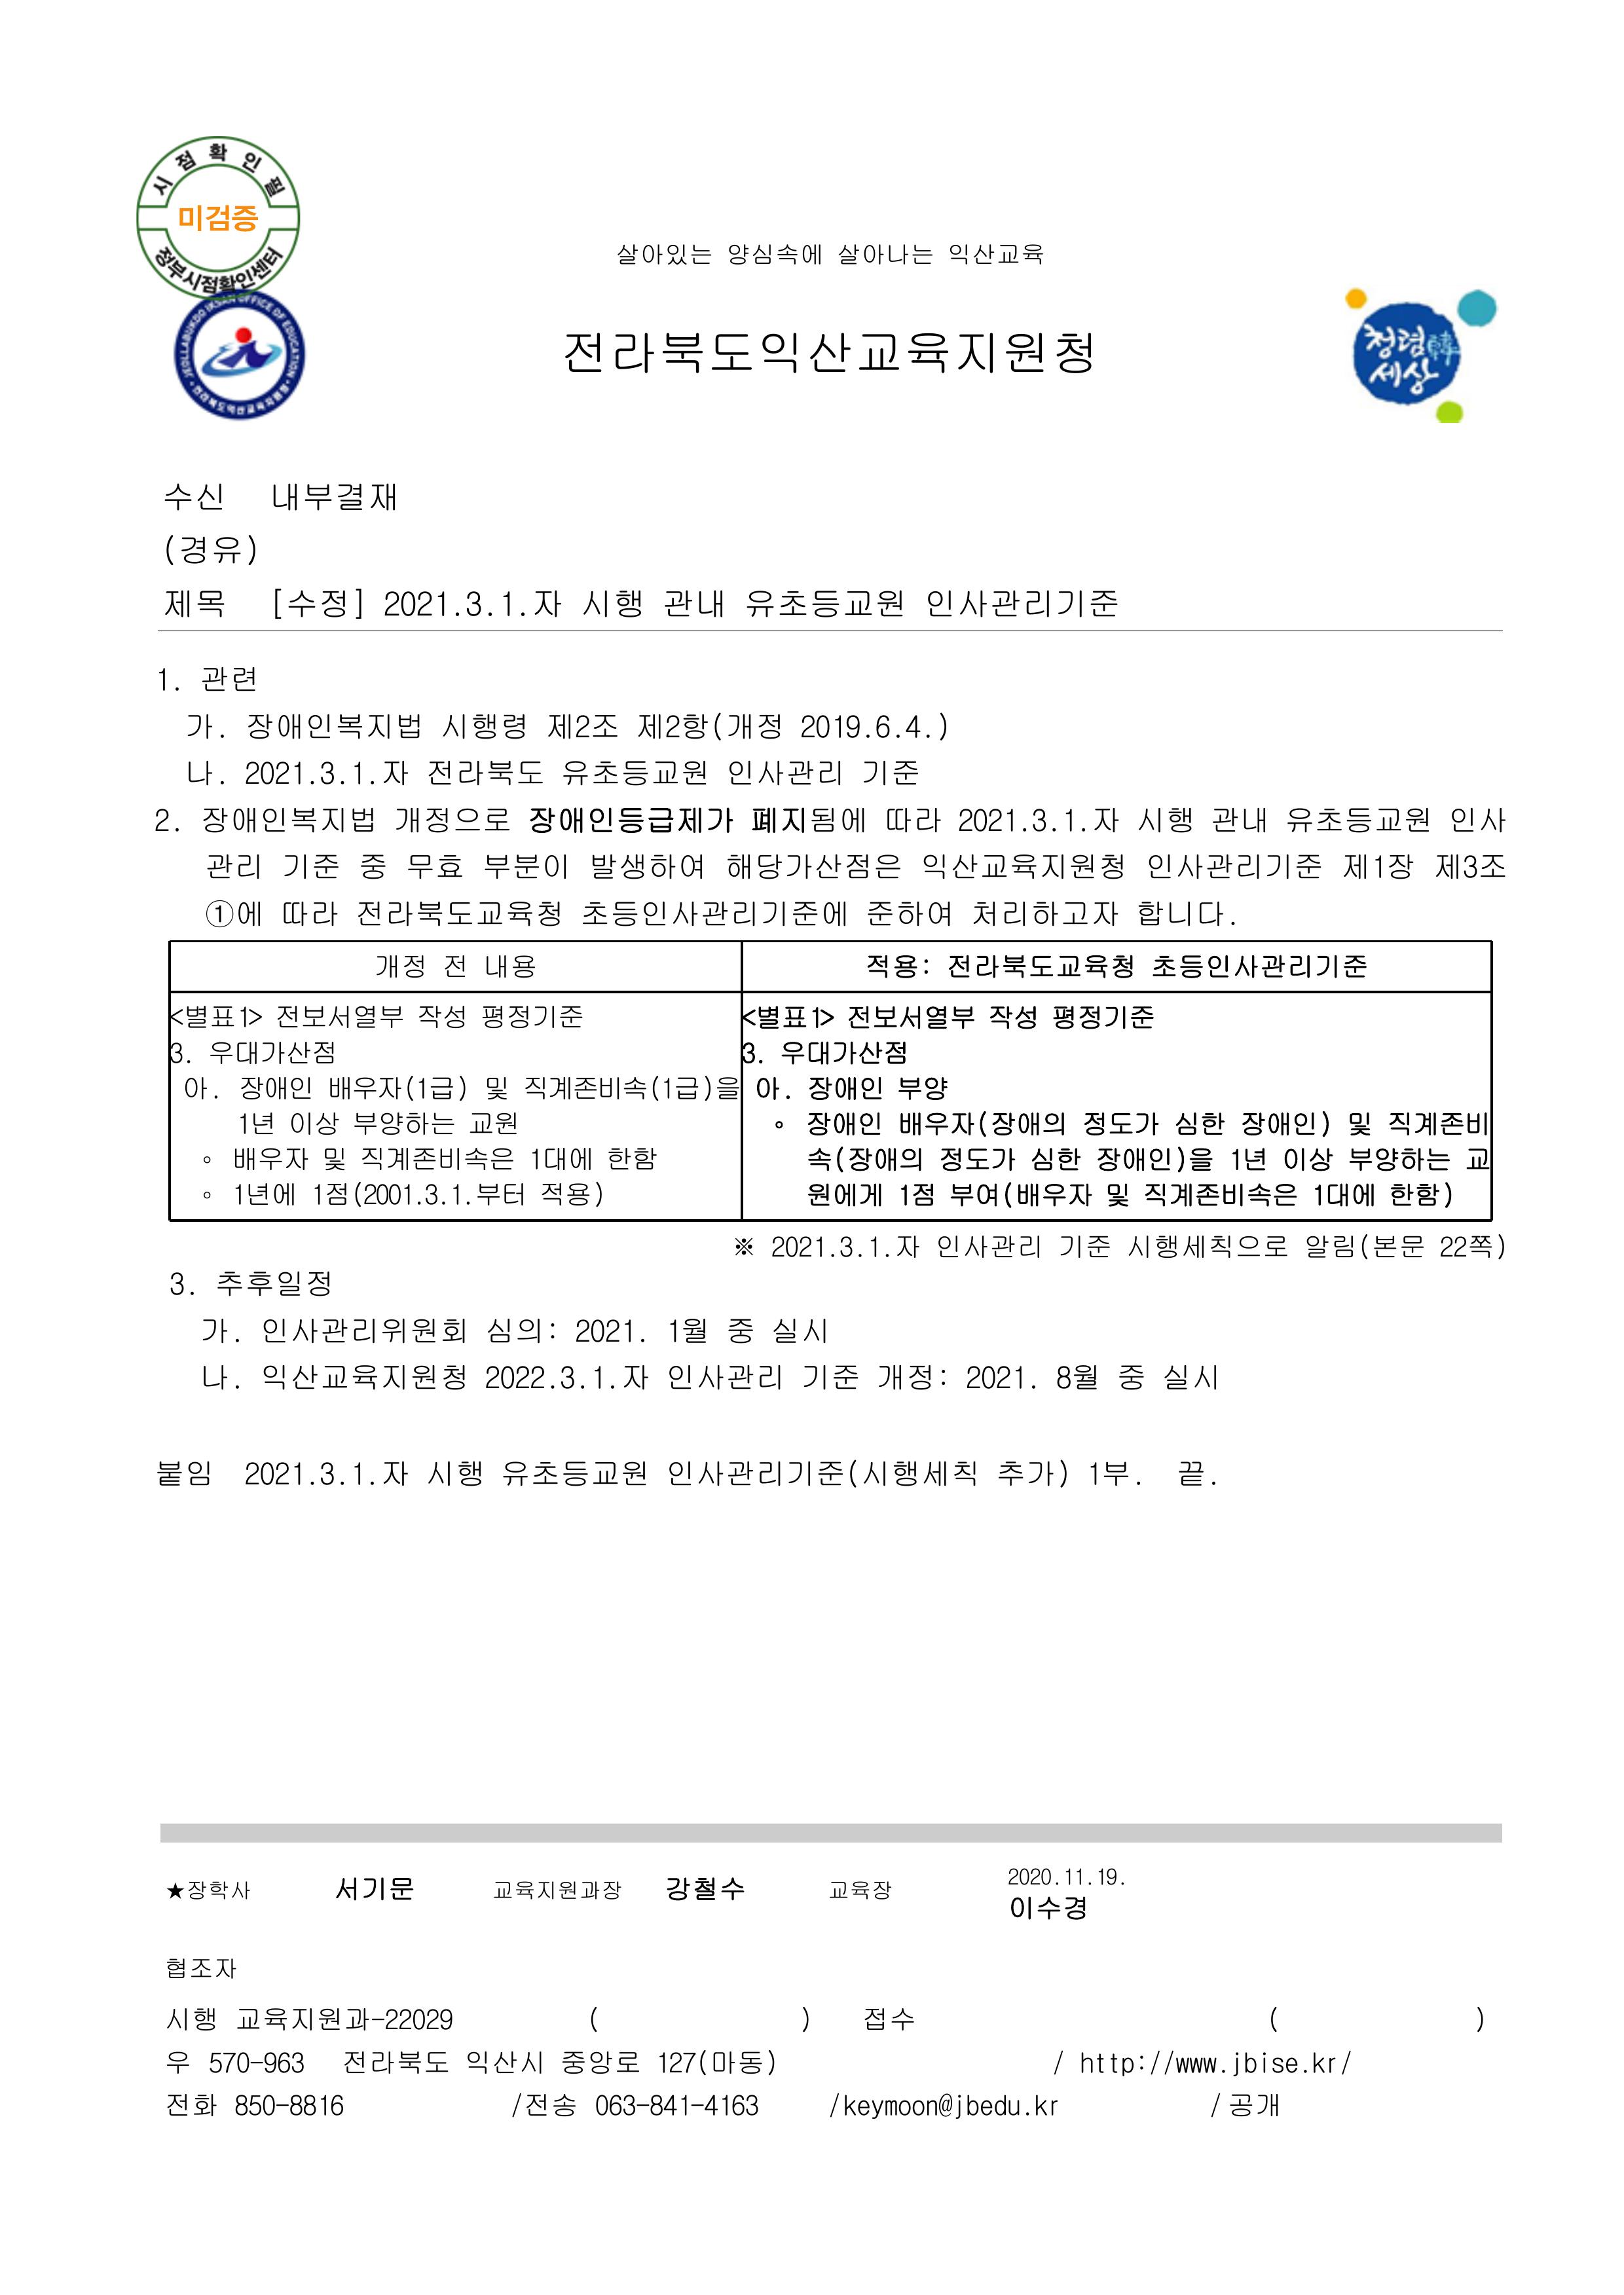 시점확인필
미검증
정부시점확인센터
JEOLLABUKDO IKSAN OFFICE OF EDUCATION
전라북도익산교육지원청
살아있는 양심속에 살아나는 익산교육
전라북도익산교육지원청
청렴韓
세상
수신 내부결재
(경유)
제목 [수정] 2021.3.1.자 시행 관내 유초등교원 인사관리기준
1. 관련
가. 장애인복지법 시행령 제2조 제2항(개정 2019.6.4.)
나. 2021.3.1.자 전라북도 유초등교원 인사관리 기준
2. 장애인복지법 개정으로 장애인등급제가 폐지됨에 따라 2021.3.1.자 시행 관내 유초등교원 인사
관리 기준 중 무효 부분이 발생하여 해당가산점은 익산교육지원청 인사관리기준 제1장 제3조
①에 따라 전라북도교육청 초등인사관리기준에 준하여 처리하고자 합니다.
개정 전 내용
<별표1> 전보서열부 작성 평정기준
3. 우대가산점
아. 장애인 배우자(1급) 및 직계존비속(1급)을
1년 이상 부양하는 교원
◦ 배우자 및 직계존비속은 1대에 한함
◦ 1년에 1점(2001.3.1.부터 적용)
적용: 전라북도교육청 초등인사관리기준
<별표1> 전보서열부 작성 평정기준
3. 우대가산점
아. 장애인 부양
◦ 장애인 배우자(장애의 정도가 심한 장애인) 및 직계존비
속(장애의 정도가 심한 장애인)을 1년 이상 부양하는 교
원에게 1점 부여(배우자 및 직계존비속은 1대에 한함)
※ 2021.3.1.자 인사관리 기준 시행세칙으로 알림(본문 22쪽)
3. 추후일정
가. 인사관리위원회 심의: 2021. 1월 중 실시
나. 익산교육지원청 2022.3.1.자 인사관리 기준 개정: 2021. 8월 중 실시
붙임 2021.3.1.자 시행 유초등교원 인사관리기준(시행세칙 추가) 1부. 끝.
★장학사 서기문 교육지원과장 강철수 교육장 2020.11.19.
이수경
협조자
시행 교육지원과-22029 ( ) 접수 ( )
우 570-963 전라북도 익산시 중앙로 127(마동) / http://www.jbise.kr/
전화 850-8816 /전송 063-841-4163 /keymoon@jbedu.kr / 공개